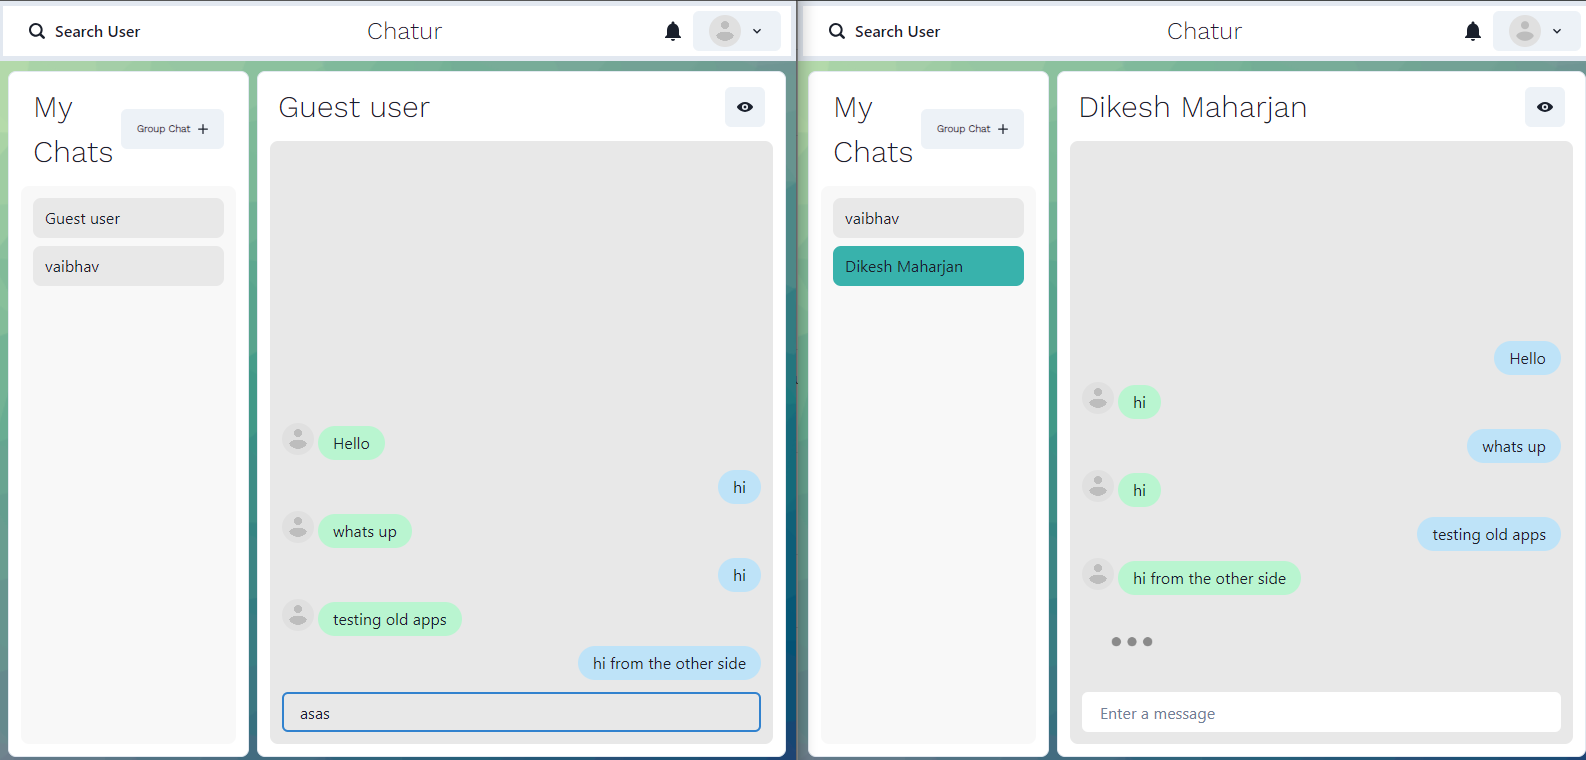 Search User
Chatur
My
Chats
Group Chat +
Guest user
vaibhav
Guest user
Hello
hi
whats up
hi
testing old apps
hi from the other side
asas
Search User
Chatur
My
Chats
Group Chat +
vaibhav
Dikesh Maharjan
Dikesh Maharjan
Hello
hi
whats up
hi
testing old apps
hi from the other side
Enter a message